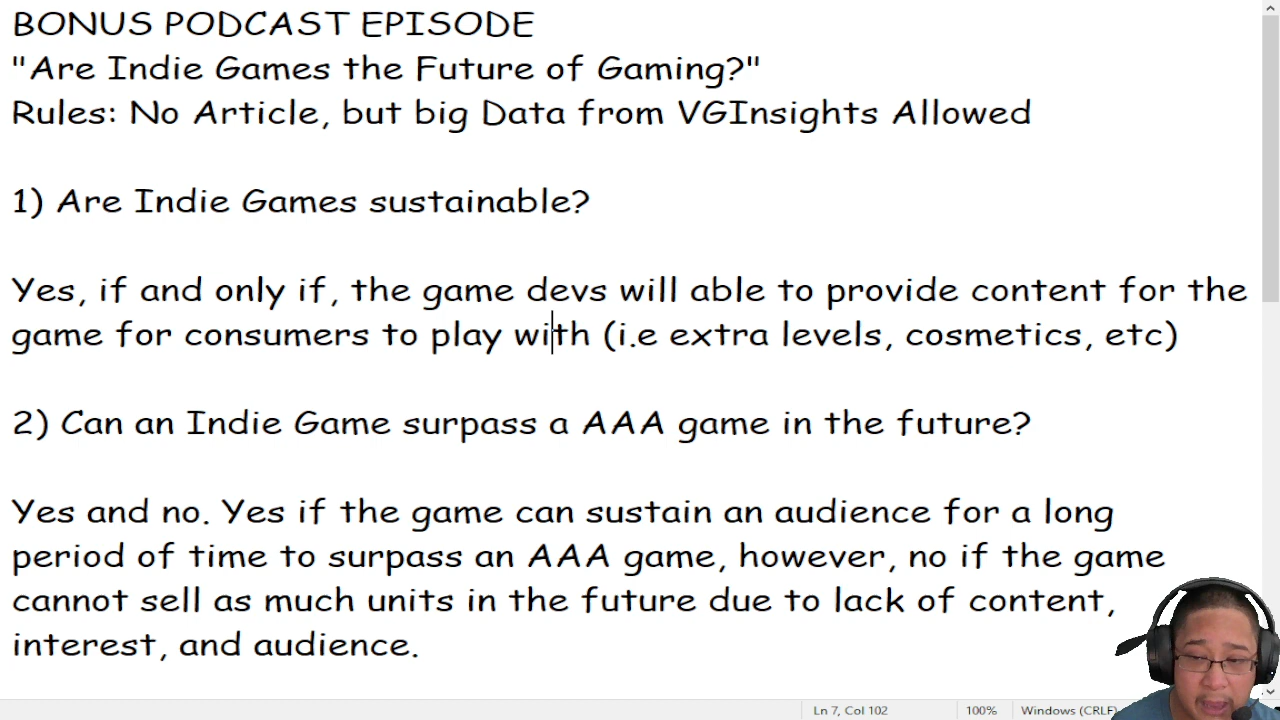 BONUS PODCAST EPISODE
"Are Indie Games the Future of Gaming?"
Rules: No Article, but big Data from VGInsights Allowed
1) Are Indie Games sustainable?
Yes, if and only if, the game devs will able to provide content for the
game for consumers to play with (i.e extra levels, cosmetics, etc)
2) Can an Indie Game surpass a AAA game in the future?
Yes and no. Yes if the game can sustain an audience for a long
period of time to surpass an AAA game, however, no if the game
cannot sell as much units in the future due to lack of content,
interest, and audience.
Ln 7, Col 102 100% Windows (CRLF)